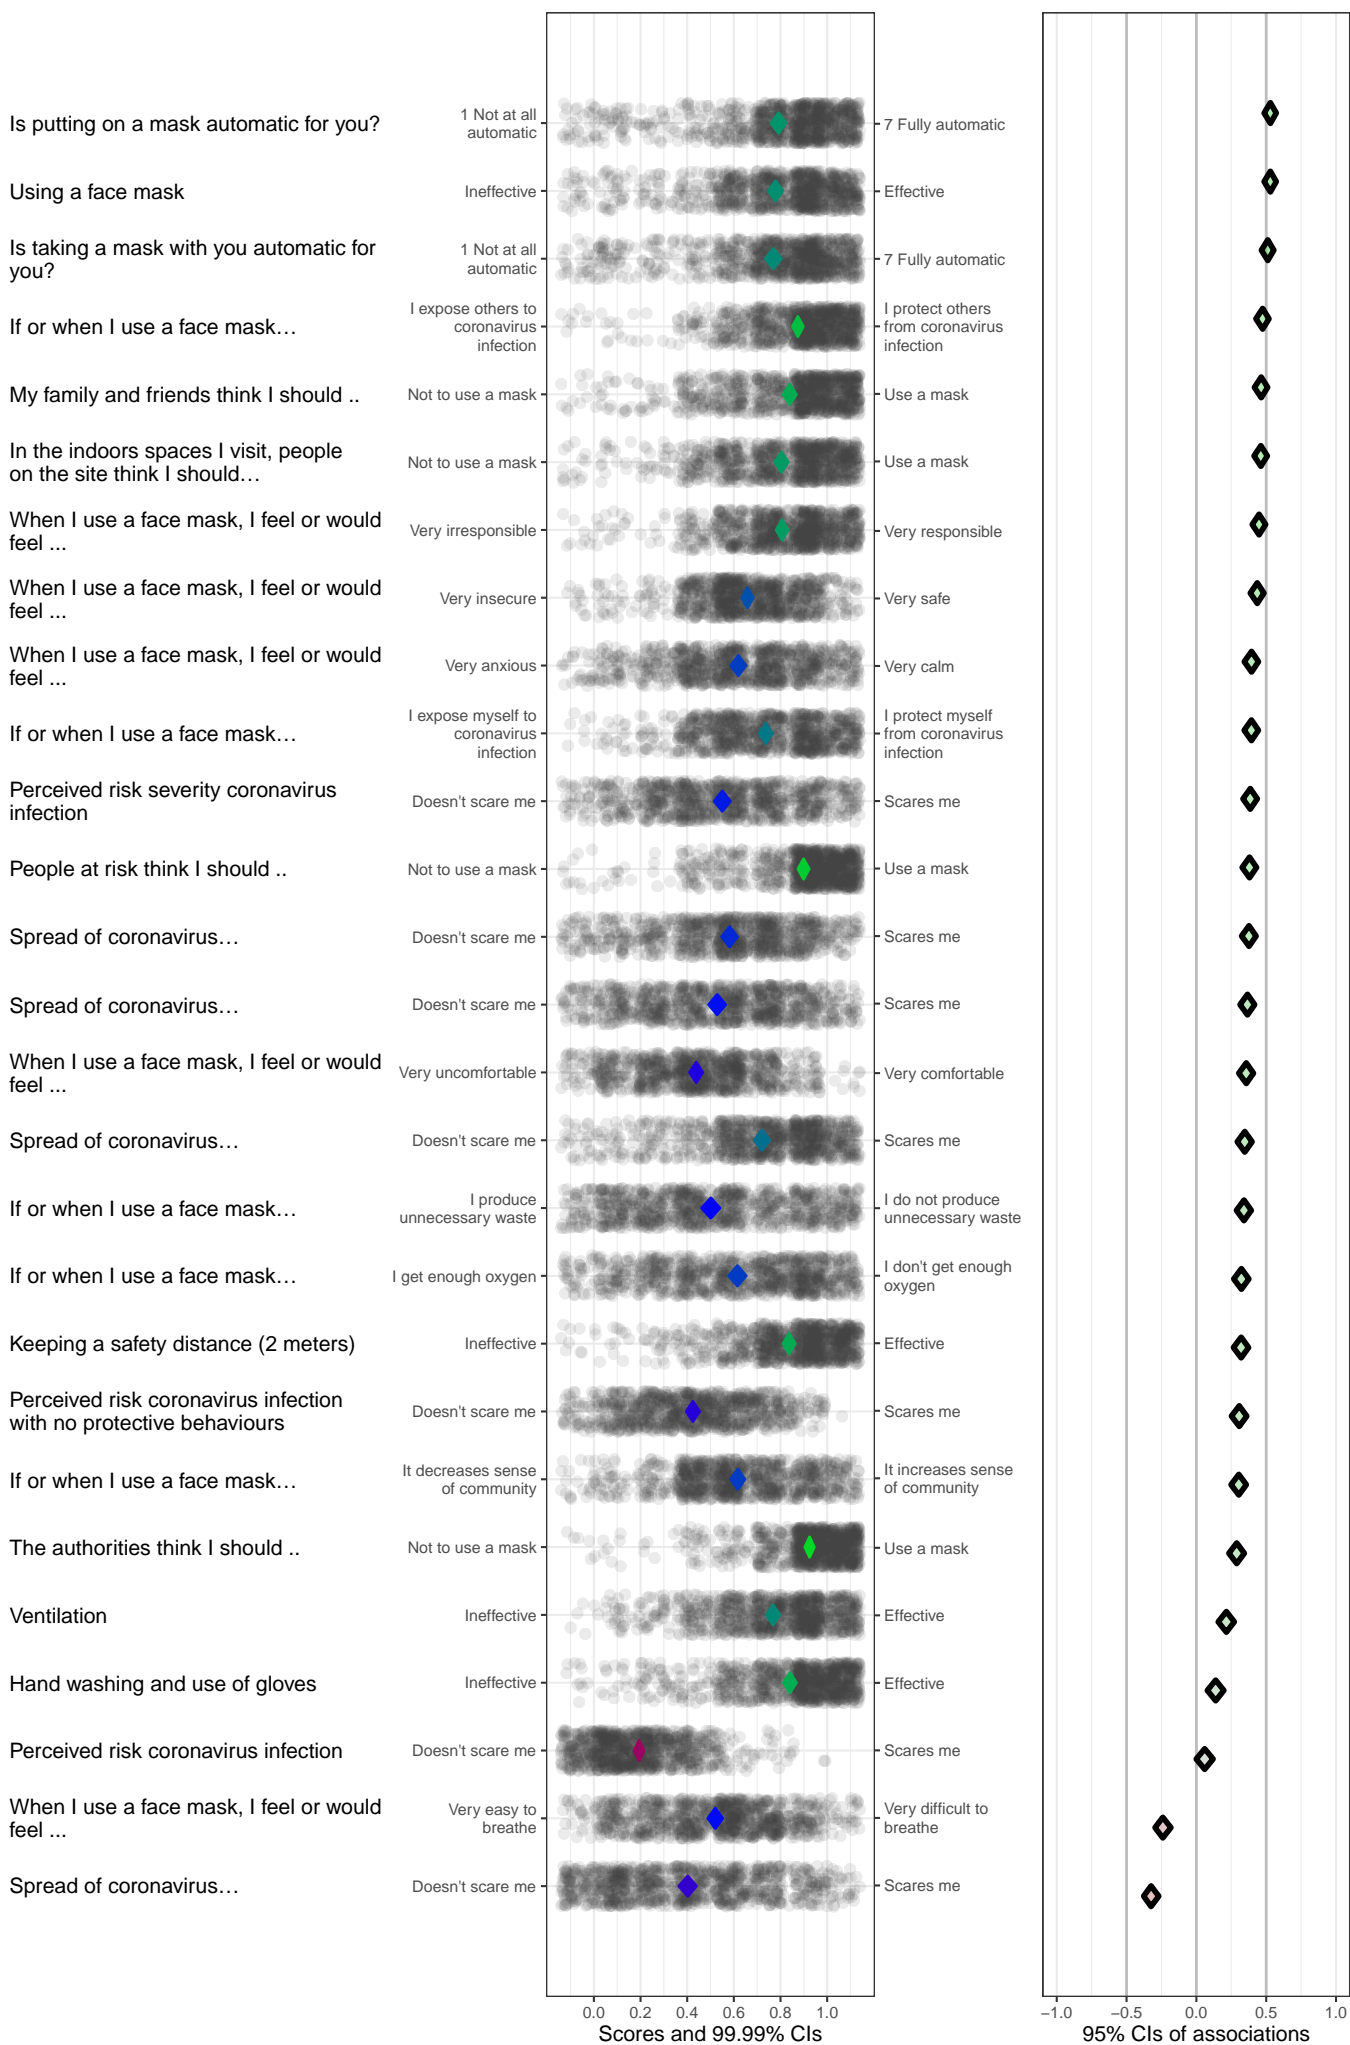 Is putting on a mask automatic for you?
1 Not at all
automatic
7 Fully automatic
Using a face mask
Ineffective
Effective
Is taking a mask with you automatic for
you?
1 Not at all
automatic
7 Fully automatic
If or when I use a face mask…
I expose others to
coronavirus
infection
I protect others
from coronavirus
infection
My family and friends think I should ..
Not to use a mask
Use a mask
In the indoors spaces I visit, people
on the site think I should…
Not to use a mask
Use a mask
When I use a face mask, I feel or would
feel ...
Very irresponsible
Very responsible
When I use a face mask, I feel or would
feel ...
Very insecure
Very safe
When I use a face mask, I feel or would
feel ...
Very anxious
Very calm
If or when I use a face mask…
I expose myself to
coronavirus
infection
I protect myself
from coronavirus
infection
Perceived risk severity coronavirus
infection
Doesn't scare me
Scares me
People at risk think I should ..
Not to use a mask
Use a mask
Spread of coronavirus…
Doesn't scare me
Scares me
Spread of coronavirus…
Doesn't scare me
Scares me
When I use a face mask, I feel or would
feel ...
Very uncomfortable
Very comfortable
Spread of coronavirus…
Doesn't scare me
Scares me
If or when I use a face mask…
I produce
unnecessary waste
I do not produce
unnecessary waste
If or when I use a face mask…
I get enough oxygen
I don't get enough
oxygen
Keeping a safety distance (2 meters)
Ineffective
Effective
Perceived risk coronavirus infection
with no protective behaviours
Doesn't scare me
Scares me
If or when I use a face mask…
It decreases sense
of community
It increases sense
of community
The authorities think I should ..
Not to use a mask
Use a mask
Ventilation
Ineffective
Effective
Hand washing and use of gloves
Ineffective
Effective
Perceived risk coronavirus infection
Doesn't scare me
Scares me
When I use a face mask, I feel or would
feel ...
Very easy to
breathe
Very difficult to
breathe
Spread of coronavirus…
Doesn't scare me
Scares me
0.0 0.2 0.4 0.6 0.8 1.0
Scores and 99.99% CIs
−1.0 −0.5 0.0 0.5 1.0
95% CIs of associations